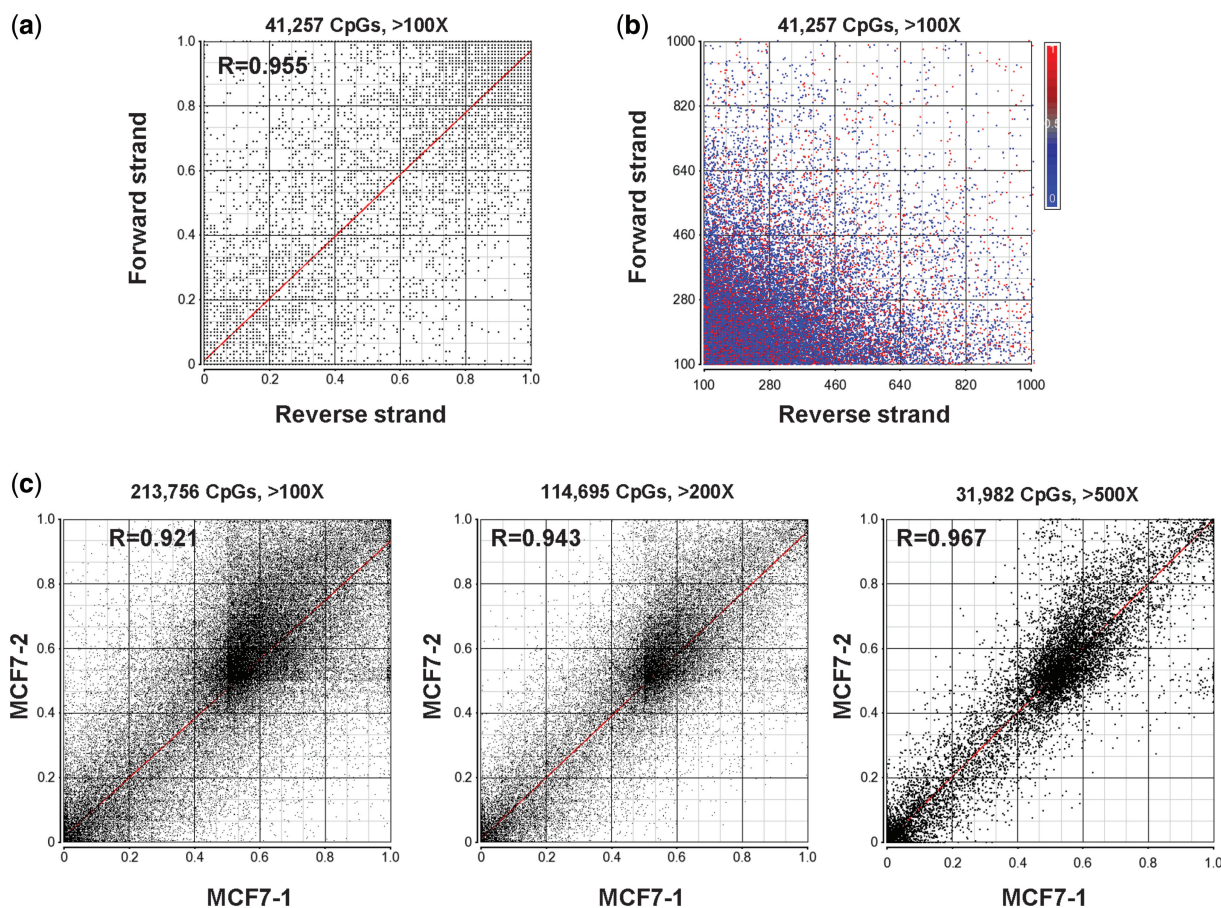 (a)
41,257 CpGs, >100X
R=0.955
1.0
0.8
0.6
0.4
0.2
0
Forward strand
0 0.2 0.4 0.6 0.8 1.0
Reverse strand
(b)
41,257 CpGs, >100X
1000
820
640
460
280
100
Forward strand
100 280 460 640 820 1000
Reverse strand
1
0.5
0
(c)
213,756 CpGs, >100X
R=0.921
1.0
0.8
0.6
0.4
0.2
0
MCF7-2
0 0.2 0.4 0.6 0.8 1.0
MCF7-1
114,695 CpGs, >200X
R=0.943
1.0
0.8
0.6
0.4
0.2
0
MCF7-2
0 0.2 0.4 0.6 0.8 1.0
MCF7-1
31,982 CpGs, >500X
R=0.967
1.0
0.8
0.6
0.4
0.2
0
MCF7-2
0 0.2 0.4 0.6 0.8 1.0
MCF7-1